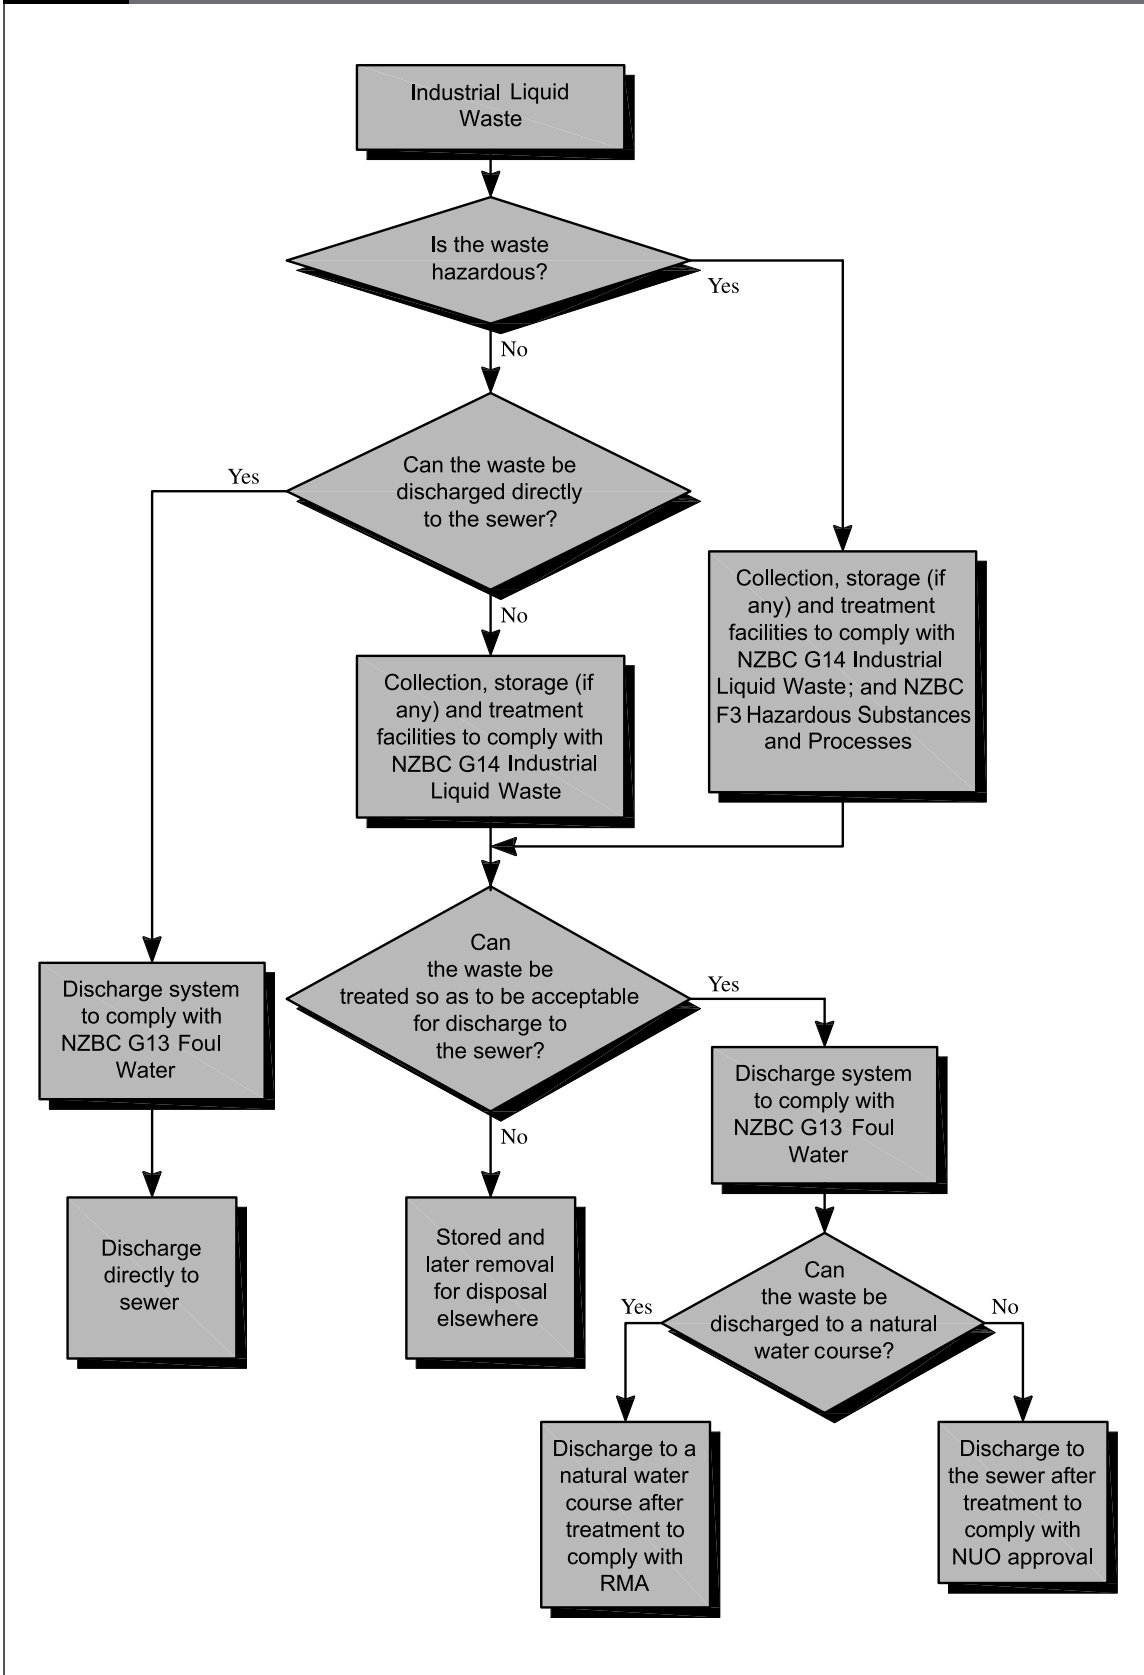 Industrial Liquid
Waste
Is the waste
hazardous?
Yes
No
Can the waste be
discharged directly
to the sewer?
Yes
No
Collection, storage (if
any) and treatment
facilities to comply with
NZBC G14 Industrial
Liquid Waste; and NZBC
F3 Hazardous Substances
and Processes
Collection, storage (if
any) and treatment
facilities to comply with
NZBC G14 Industrial
Liquid Waste
Can
the waste be
treated so as to be acceptable
for discharge to
the sewer?
Yes
No
Discharge system
to comply with
NZBC G13 Foul
Water
Discharge system
to comply with
NZBC G13 Foul
Water
Discharge
directly to
sewer
Stored and
later removal
for disposal
elsewhere
Can
the waste be
discharged to a natural
water course?
Yes
No
Discharge to a
natural water
course after
treatment to
comply with
RMA
Discharge to
the sewer after
treatment to
comply with
NUO approval